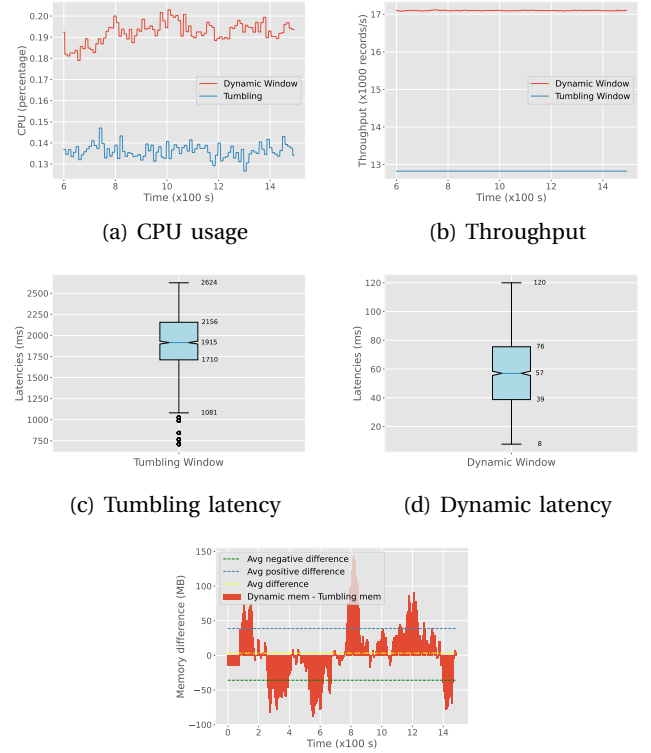 0.20
0.19
0.18
0.17
0.16
0.15
0.14
0.13
CPU (percentage)
Dynamic Window
Tumbling
6 8 10 12 14
Time (x100 s)
(a) CPU usage
17
16
15
14
13
Throughput (x1000 records/s)
Dynamic Window
Tumbling Window
6 8 10 12 14
Time (x100 s)
(b) Throughput
2500
2250
2000
1750
1500
1250
1000
750
Latencies (ms)
2624
2156
1915
1710
1081
Tumbling Window
(c) Tumbling latency
120
100
80
60
40
20
Latencies (ms)
120
76
57
39
8
Dynamic Window
(d) Dynamic latency
150
100
50
0
−50
−100
Memory difference (MB)
Avg negative difference
Avg positive difference
Avg difference
Dynamic mem - Tumbling mem
0 2 4 6 8 10 12 14
Time (x100 s)